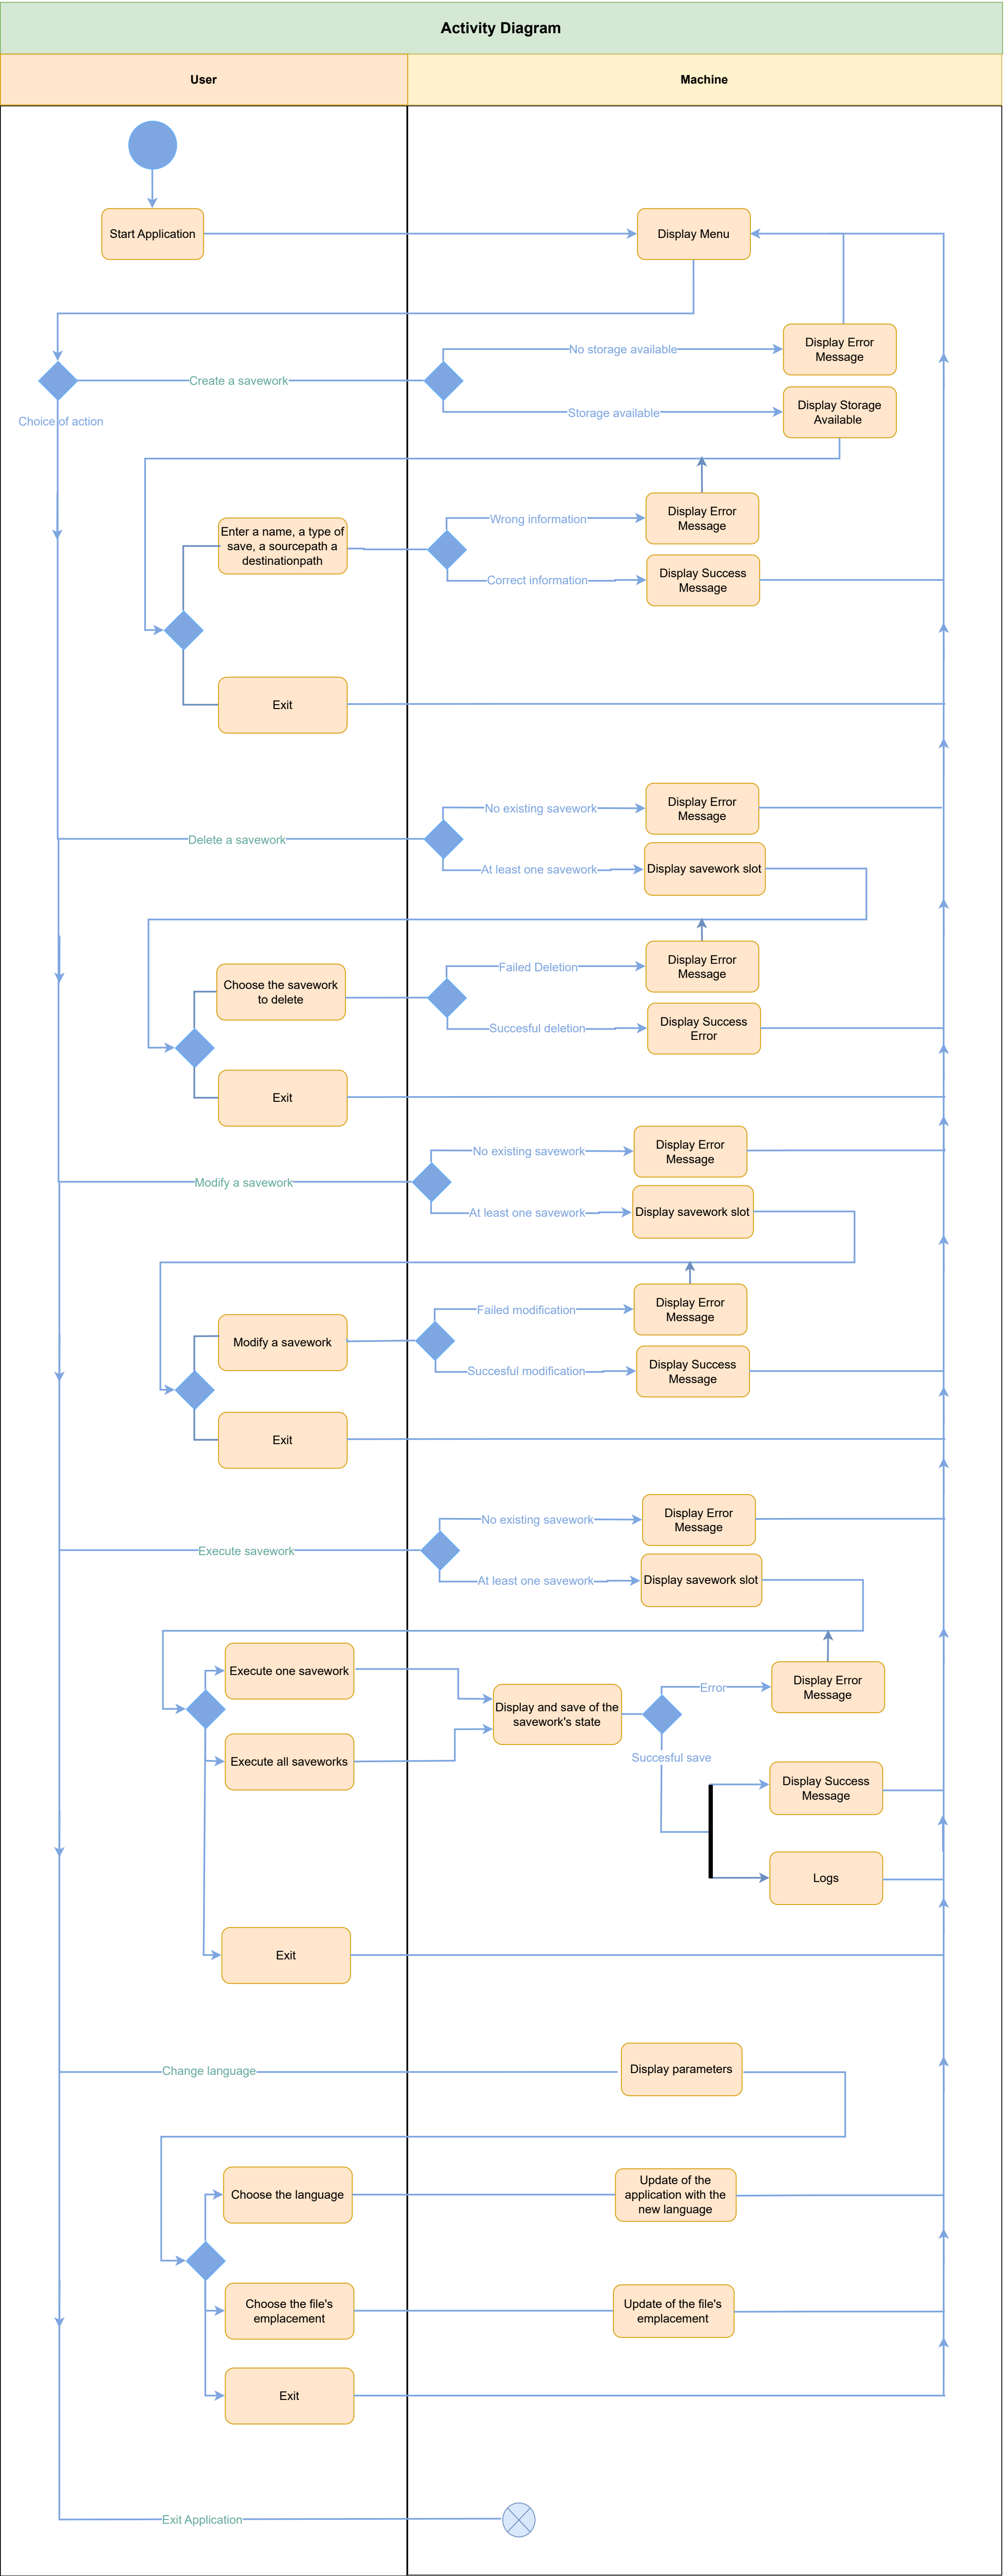 Activity Diagram
User
Machine
Start Application
Display Menu
No storage available
Display Error
Message
Create a savework
Storage available
Display Storage
Available
Choice of action
Enter a name, a type of
save, a sourcepath a
destinationpath
Wrong information
Display Error
Message
Correct information
Display Success
Message
Exit
No existing savework
Display Error
Message
Delete a savework
At least one savework
Display savework slot
Choose the savework
to delete
Failed Deletion
Display Error
Message
Succesful deletion
Display Success
Error
Exit
No existing savework
Display Error
Message
Modify a savework
At least one savework
Display savework slot
Modify a savework
Failed modification
Display Error
Message
Succesful modification
Display Success
Message
Exit
No existing savework
Display Error
Message
Execute savework
At least one savework
Display savework slot
Execute one savework
Display and save of the
savework's state
Error
Display Error
Message
Execute all saveworks
Succesful save
Display Success
Message
Logs
Exit
Change language
Display parameters
Choose the language
Update of the
application with the
new language
Choose the file's
emplacement
Update of the file's
emplacement
Exit
Exit Application